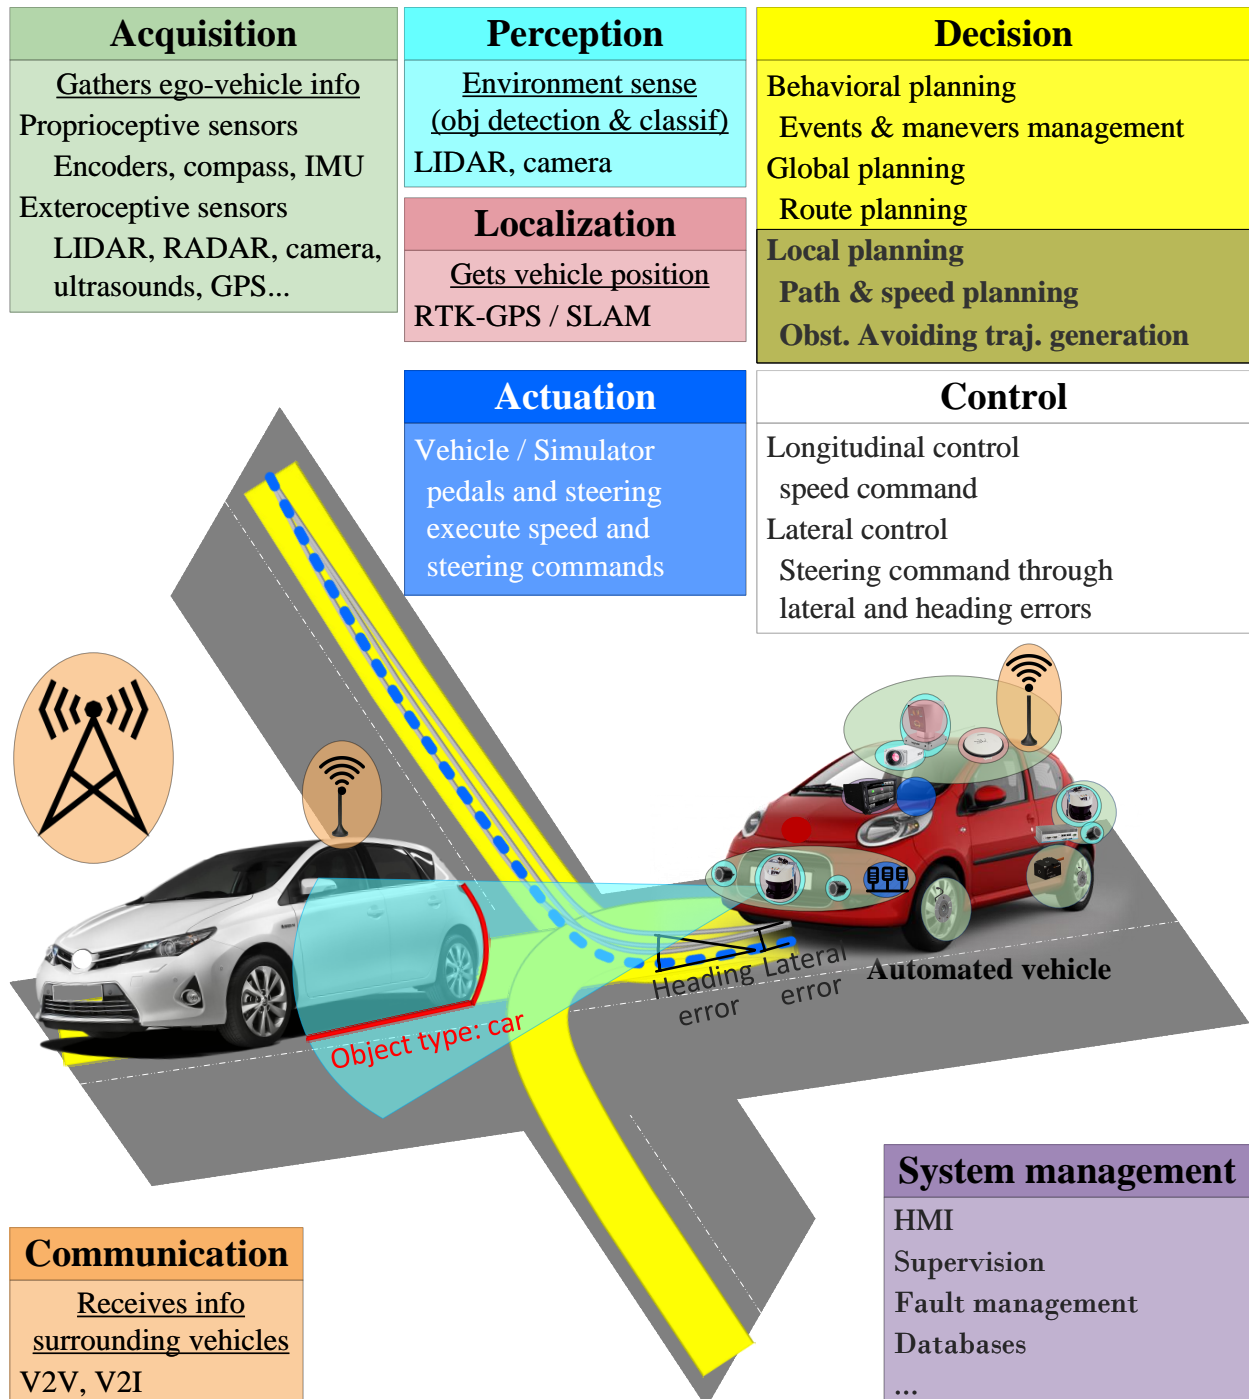 Acquisition
Gathers ego-vehicle info
Proprioceptive sensors
Encoders, compass, IMU
Exteroceptive sensors
LIDAR, RADAR, camera,
ultrasounds, GPS...
Perception
Environment sense
(obj detection & classif)
LIDAR, camera
Localization
Gets vehicle position
RTK-GPS / SLAM
Decision
Behavioral planning
Events & manevers management
Global planning
Route planning
Local planning
Path & speed planning
Obst. Avoiding traj. generation
Actuation
Vehicle / Simulator
pedals and steering
execute speed and
steering commands
Control
Longitudinal control
speed command
Lateral control
Steering command through
lateral and heading errors
Heading
error
Lateral
error
Automated vehicle
Object type: car
System management
HMI
Supervision
Fault management
Databases
...
Communication
Receives info
surrounding vehicles
V2V, V2I